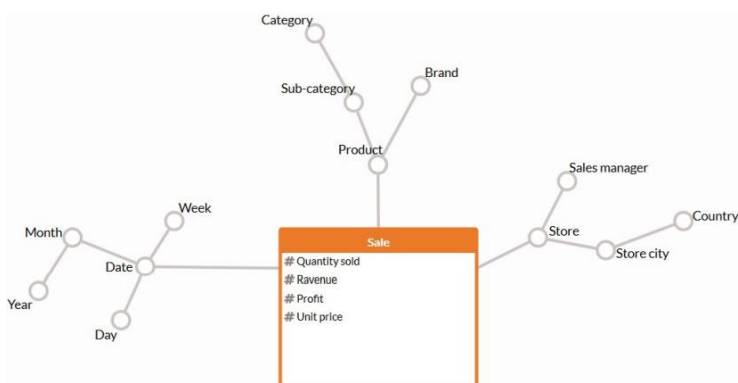 Category
Brand
Sub-category
Product
Sales manager
Week
Country
Month
Store
Sale
Store city
# Quantity sold
Date
# Ravenue
# Profit
Year
# Unit price
Day